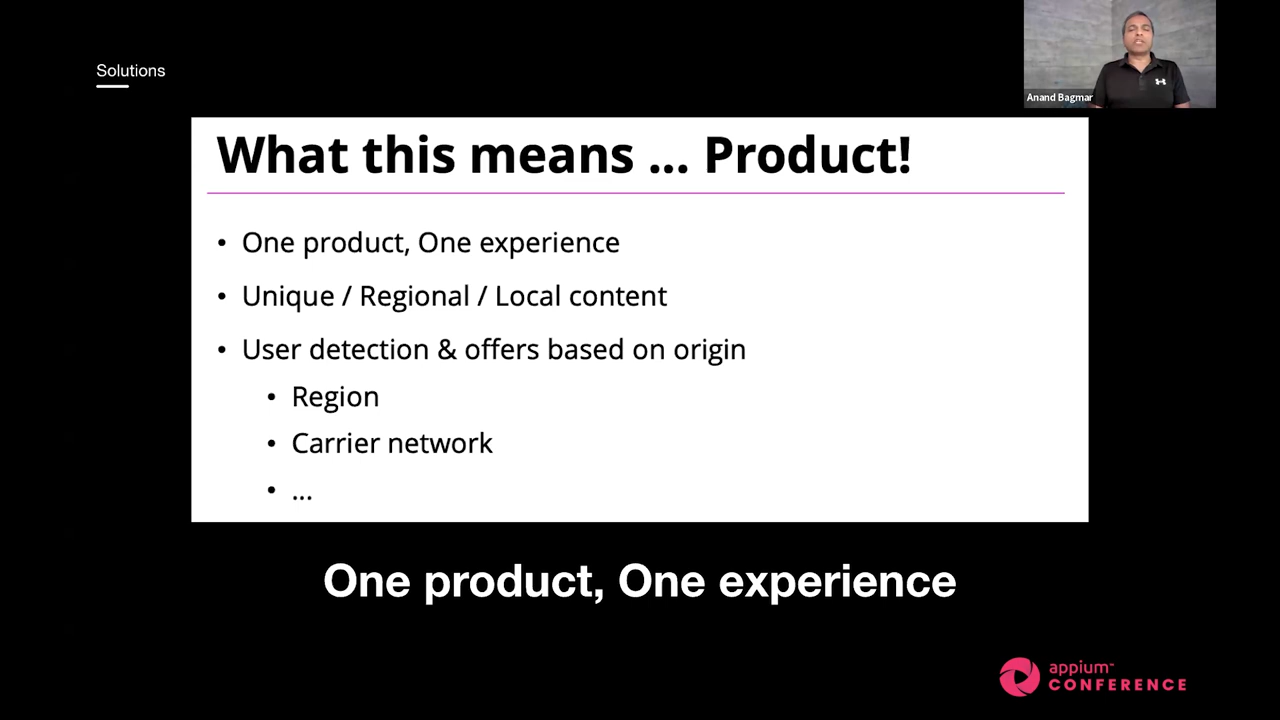 Solutions
Anand Bagmar
What this means ... Product!
• One product, One experience
• Unique / Regional / Local content
• User detection & offers based on origin
• Region
• Carrier network
• ...
One product, One experience
appium™
CONFERENCE